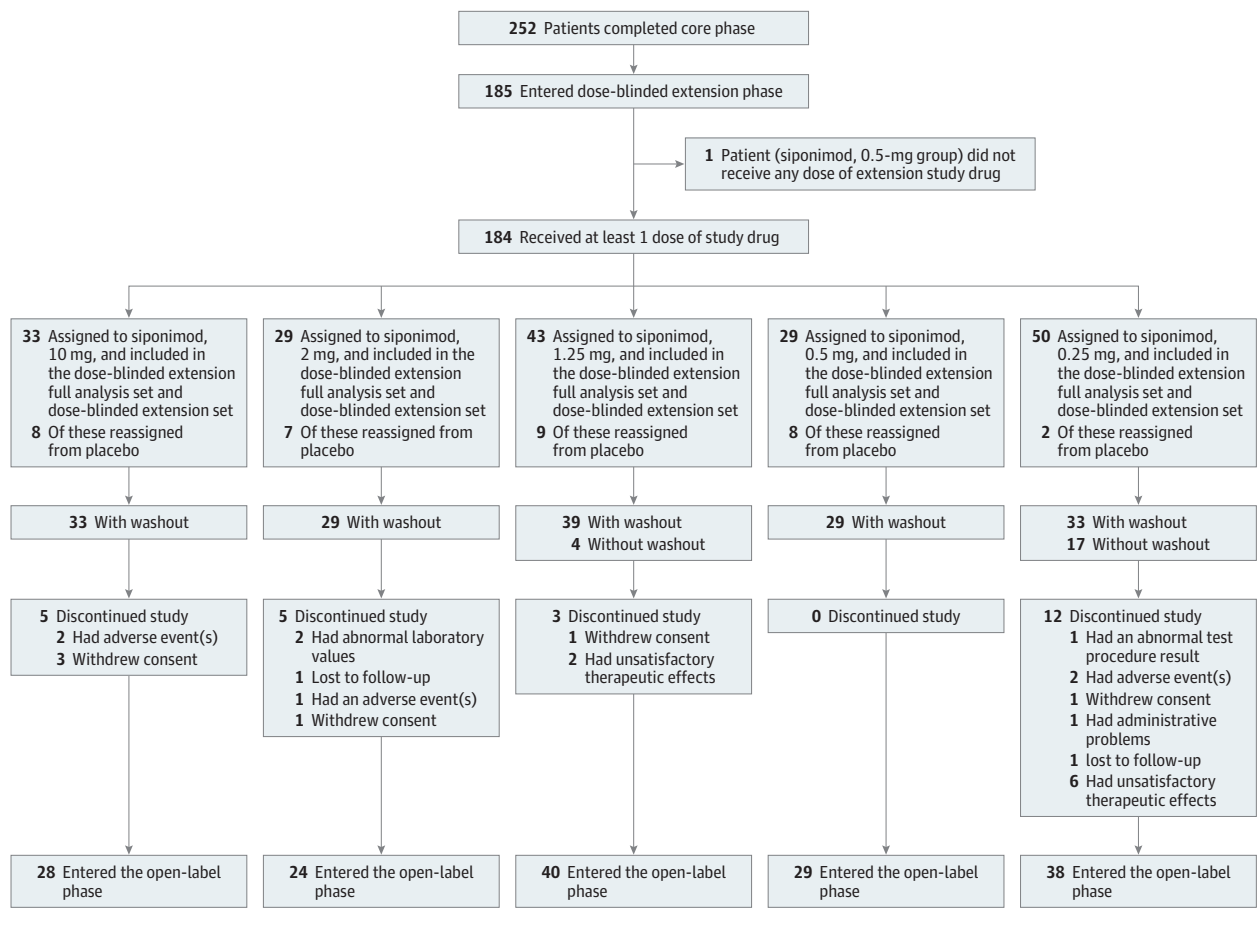 252 Patients completed core phase
185 Entered dose-blinded extension phase
1 Patient (siponimod, 0.5-mg group) did not
receive any dose of extension study drug
184 Received at least 1 dose of study drug
33 Assigned to siponimod,
10 mg, and included in
the dose-blinded extension
full analysis set and
dose-blinded extension set
8 Of these reassigned
from placebo
29 Assigned to siponimod,
2 mg, and included in the
dose-blinded extension
full analysis set and
dose-blinded extension set
7 Of these reassigned from
placebo
43 Assigned to siponimod,
1.25 mg, and included in
the dose-blinded extension
full analysis set and
dose-blinded extension set
9 Of these reassigned
from placebo
29 Assigned to siponimod,
0.5 mg, and included in
the dose-blinded extension
full analysis set and
dose-blinded extension set
8 Of these reassigned
from placebo
50 Assigned to siponimod,
0.25 mg, and included in
the dose-blinded extension
full analysis set and
dose-blinded extension set
2 Of these reassigned
from placebo
33 With washout
29 With washout
39 With washout
4 Without washout
29 With washout
33 With washout
17 Without washout
5 Discontinued study
2 Had adverse event(s)
3 Withdrew consent
5 Discontinued study
2 Had abnormal laboratory
values
1 Lost to follow-up
1 Had an adverse event(s)
1 Withdrew consent
3 Discontinued study
1 Withdrew consent
2 Had unsatisfactory
therapeutic effects
0 Discontinued study
12 Discontinued study
1 Had an abnormal test
procedure result
2 Had adverse event(s)
1 Withdrew consent
1 Had administrative
problems
1 lost to follow-up
6 Had unsatisfactory
therapeutic effects
28 Entered the open-label
phase
24 Entered the open-label
phase
40 Entered the open-label
phase
29 Entered the open-label
phase
38 Entered the open-label
phase